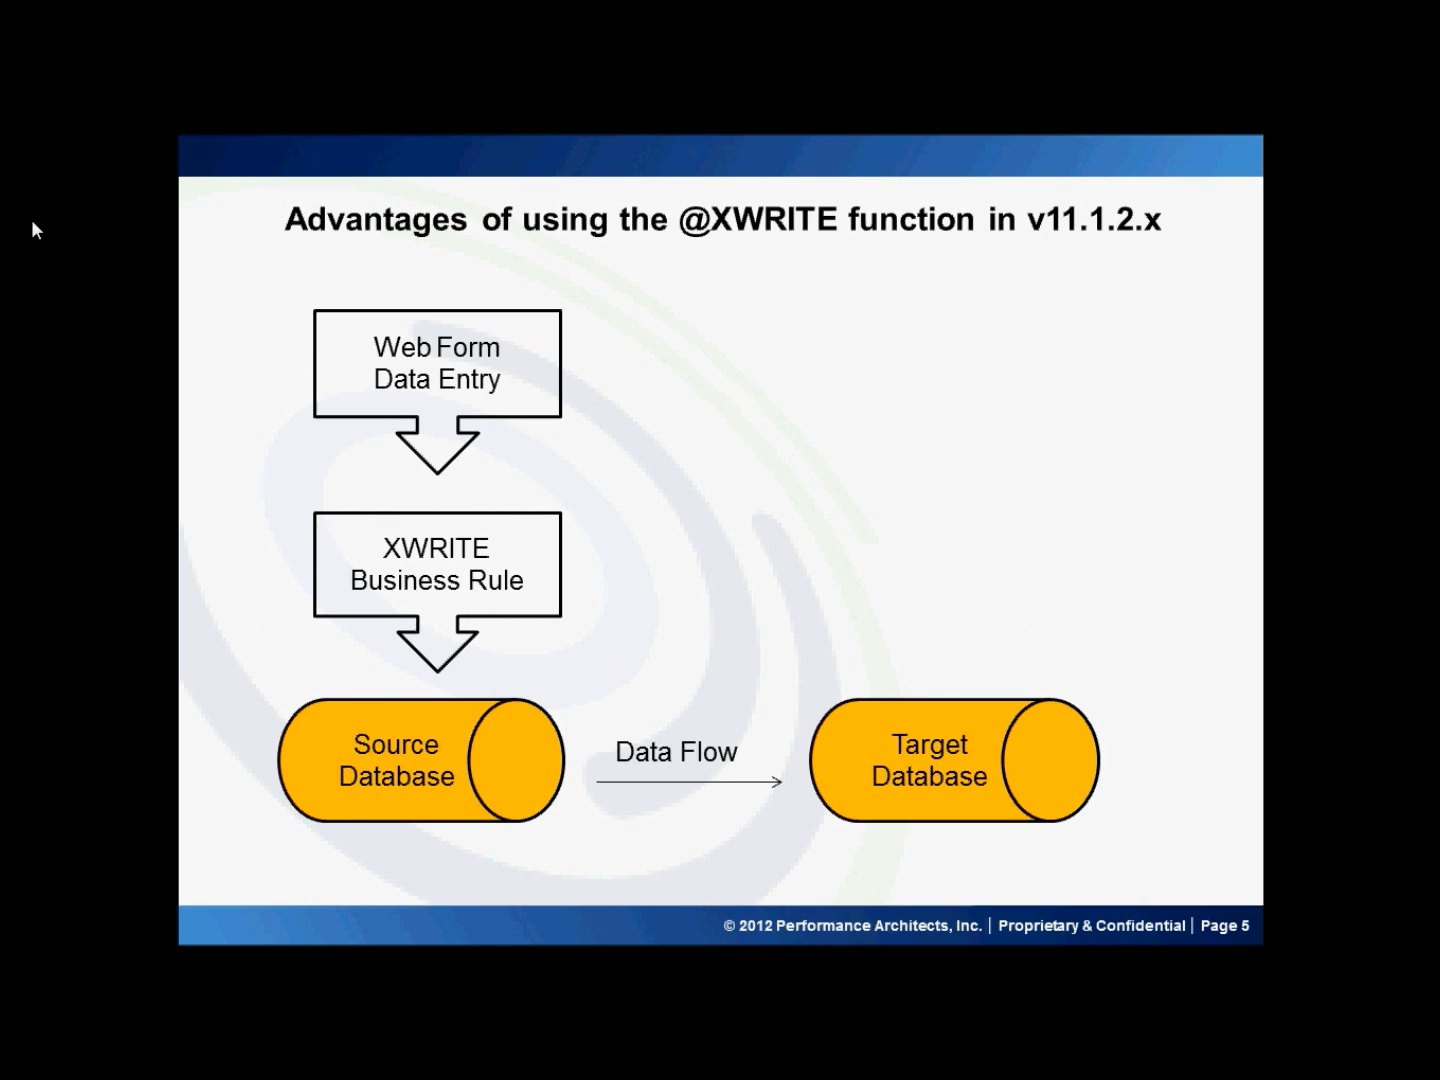 Advantages of using the @XWRITE function in v11.1.2.x
Web Form
Data Entry
XWRITE
Business Rule
Source
Database
Data Flow
Target
Database
© 2012 Performance Architects, Inc. | Proprietary & Confidential | Page 5